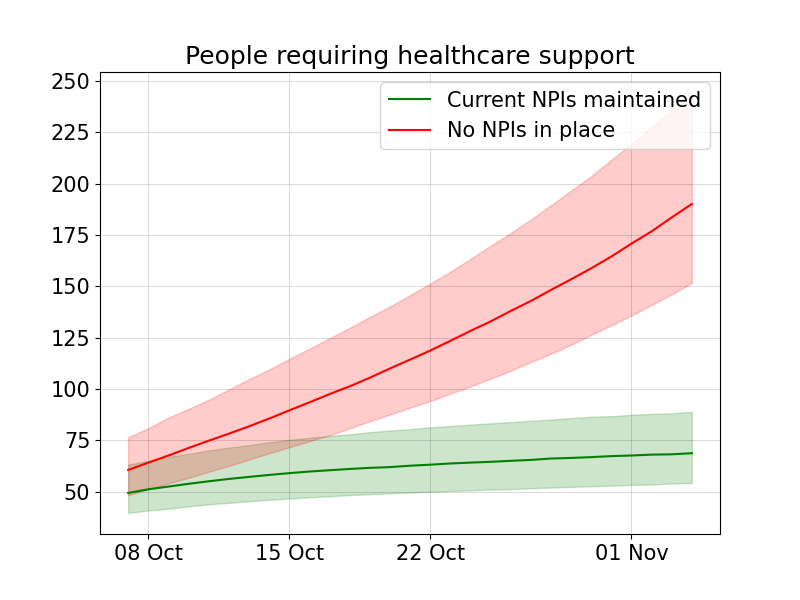 People requiring healthcare support
Current NPIs maintained
No NPIs in place
250
225
200
175
150
125
100
75
50
08 Oct
15 Oct
22 Oct
01 Nov